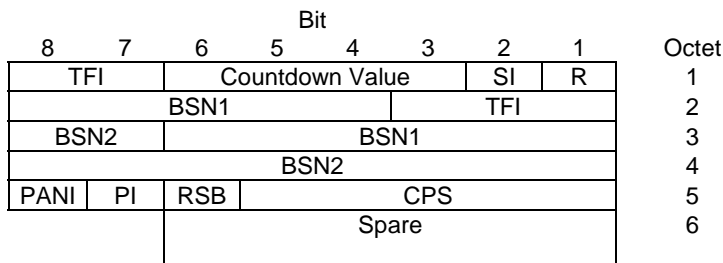 Bit
8 7 6 5 4 3 2 1 Octet
TFI Countdown Value SI R 1
BSN1 TFI 2
BSN2 BSN1 3
BSN2 4
PANI PI RSB CPS 5
Spare 6